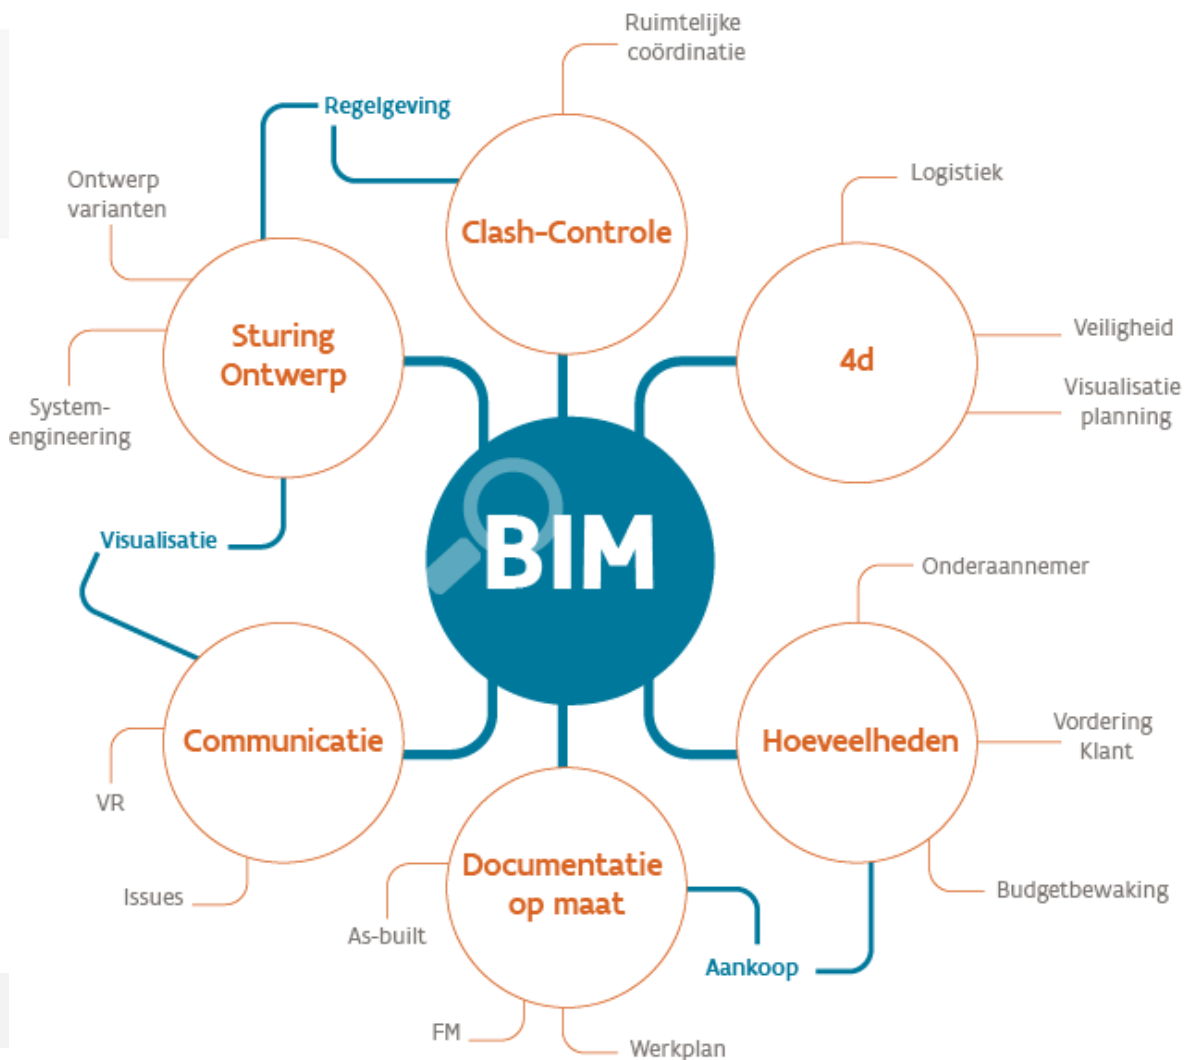 Ruimtelijke
coördinatie
Regelgeving
Logistiek
Ontwerp
varianten
Clash-Controle
Veiligheid
Sturing
Ontwerp
4d
Visualisatie
planning
System-
engineering
BIM
Visualisatie
Onderaannemer
Vordering
Klant
Communicatie
Hoeveelheden
VR
Documentatie
op maat
Issues
Budgetbewaking
As-built
Aankoop
FM
Werkplan